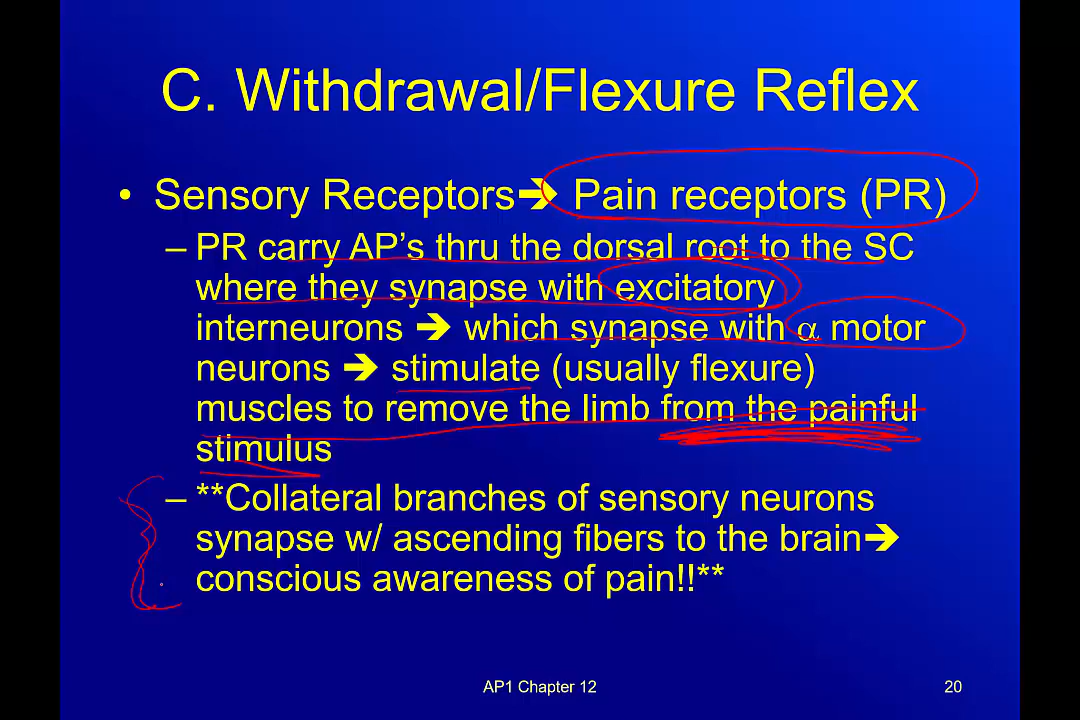 C. Withdrawal/Flexure Reflex
• Sensory Receptors➔ Pain receptors (PR)
– PR carry AP's thru the dorsal root to the SC
where they synapse with excitatory
interneurons ➔ which synapse with α motor
neurons ➔ stimulate (usually flexure)
muscles to remove the limb from the painful
stimulus
– **Collateral branches of sensory neurons
synapse w/ ascending fibers to the brain➔
conscious awareness of pain!!**
AP1 Chapter 12
20